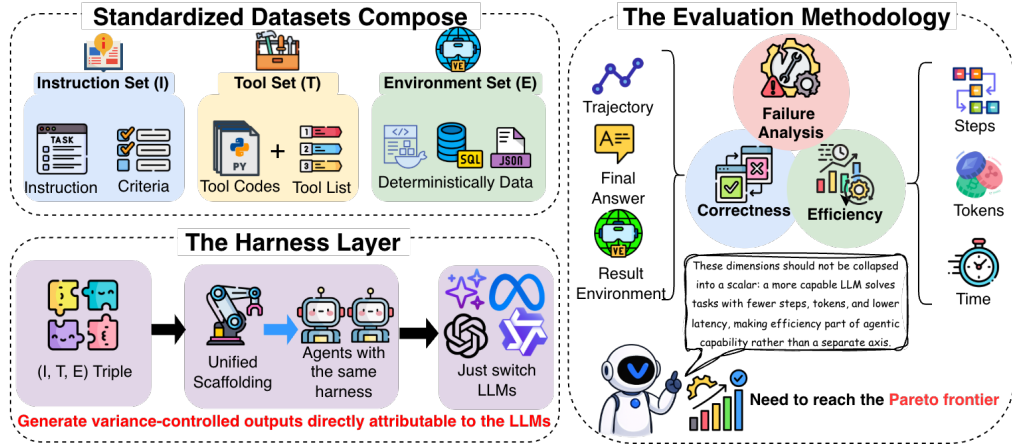 Standardized Datasets Compose
Instruction Set (I)
TASK
Instruction
Criteria
Tool Set (T)
PY
Tool Codes
+
1
2
3
Tool List
Environment Set (E)
VE
</>
SQL
JSON
Deterministically Data
The Harness Layer
(I, T, E) Triple
Unified
Scaffolding
Agents with
the same
harness
Just switch
LLMs
Generate variance-controlled outputs directly attributable to the LLMs
The Evaluation Methodology
Trajectory
A=
Final
Answer
VE
Result
Environment
Failure
Analysis
Correctness
Efficiency
Steps
Tokens
Time
These dimensions should not be collapsed
into a scalar: a more capable LLM solves
tasks with fewer steps, tokens, and lower
latency, making efficiency part of agentic
capability rather than a separate axis.
Need to reach the Pareto frontier